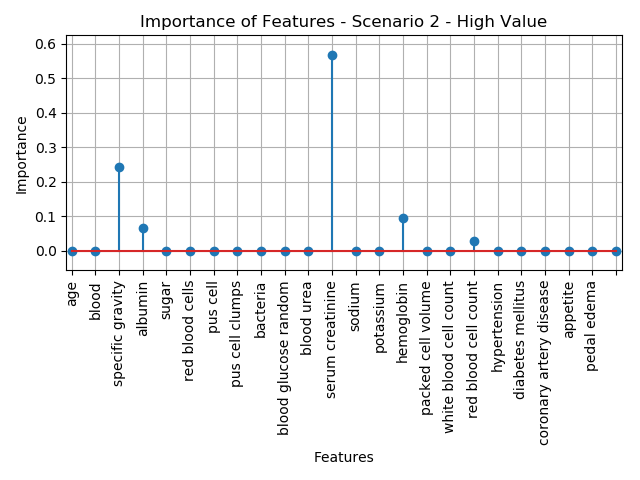 Importance of Features - Scenario 2 - High Value
Importance
0.6
0.5
0.4
0.3
0.2
0.1
0.0
age
blood
specific gravity
albumin
sugar
red blood cells
pus cell
pus cell clumps
bacteria
blood glucose random
blood urea
serum creatinine
sodium
potassium
hemoglobin
packed cell volume
white blood cell count
red blood cell count
hypertension
diabetes mellitus
coronary artery disease
appetite
pedal edema
Features